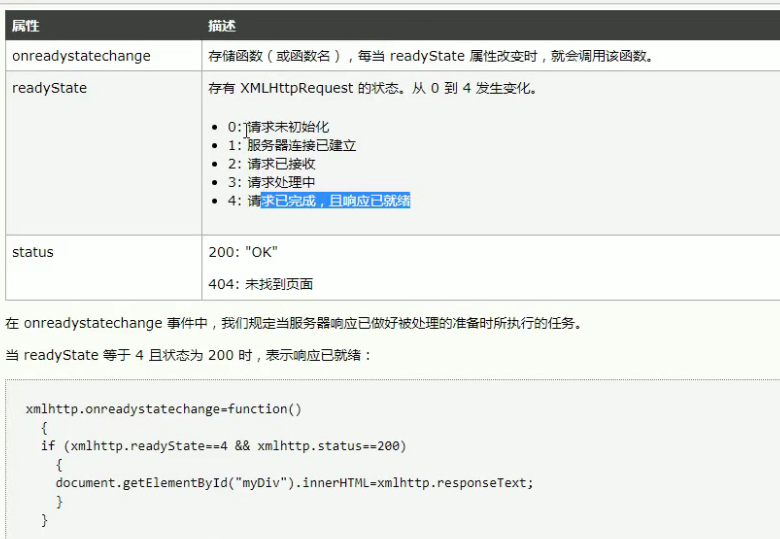 属性 描述
onreadystatechange 存储函数（或函数名），每当 readyState 属性改变时，就会调用该函数。
readyState 存有 XMLHttpRequest 的状态。从 0 到 4 发生变化。
• 0: 请求未初始化
• 1: 服务器连接已建立
• 2: 请求已接收
• 3: 请求处理中
• 4: 请求已完成，且响应已就绪
status 200: "OK"
404: 未找到页面
在 onreadystatechange 事件中，我们规定当服务器响应已做好被处理的准备时所执行的任务。
当 readyState 等于 4 且状态为 200 时，表示响应已就绪：
xmlhttp.onreadystatechange=function()
  {
  if (xmlhttp.readyState==4 && xmlhttp.status==200)
    {
    document.getElementById("myDiv").innerHTML=xmlhttp.responseText;
    }
  }